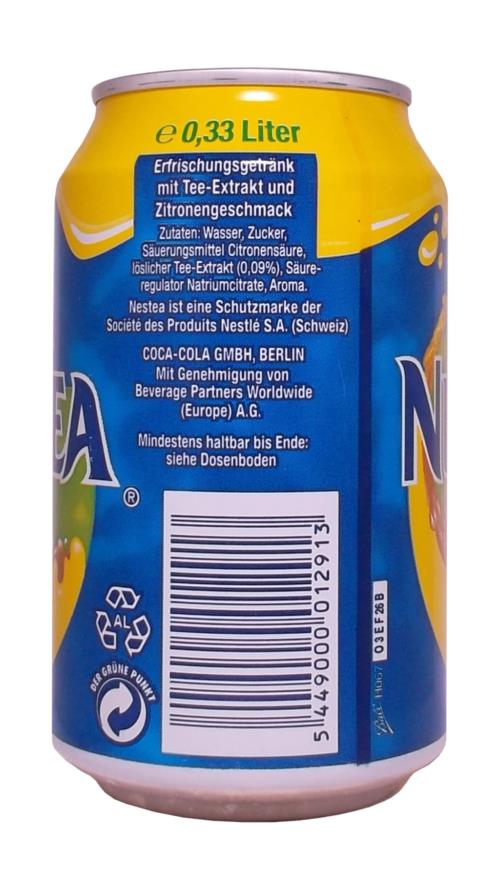 ℮ 0,33 Liter
Erfrischungsgetränk
mit Tee-Extrakt und
Zitronengeschmack
Zutaten: Wasser, Zucker,
Säuerungsmittel Citronensäure,
löslicher Tee-Extrakt (0,09%), Säure-
regulator Natriumcitrate, Aroma.
Nestea ist eine Schutzmarke der
Société des Produits Nestlé S.A. (Schweiz)
COCA-COLA GMBH, BERLIN
Mit Genehmigung von
Beverage Partners Worldwide
(Europe) A.G.
Mindestens haltbar bis Ende:
siehe Dosenboden
EA
®
N
AL
DER GRÜNE PUNKT
5 449000 012913
03EF26B
H067